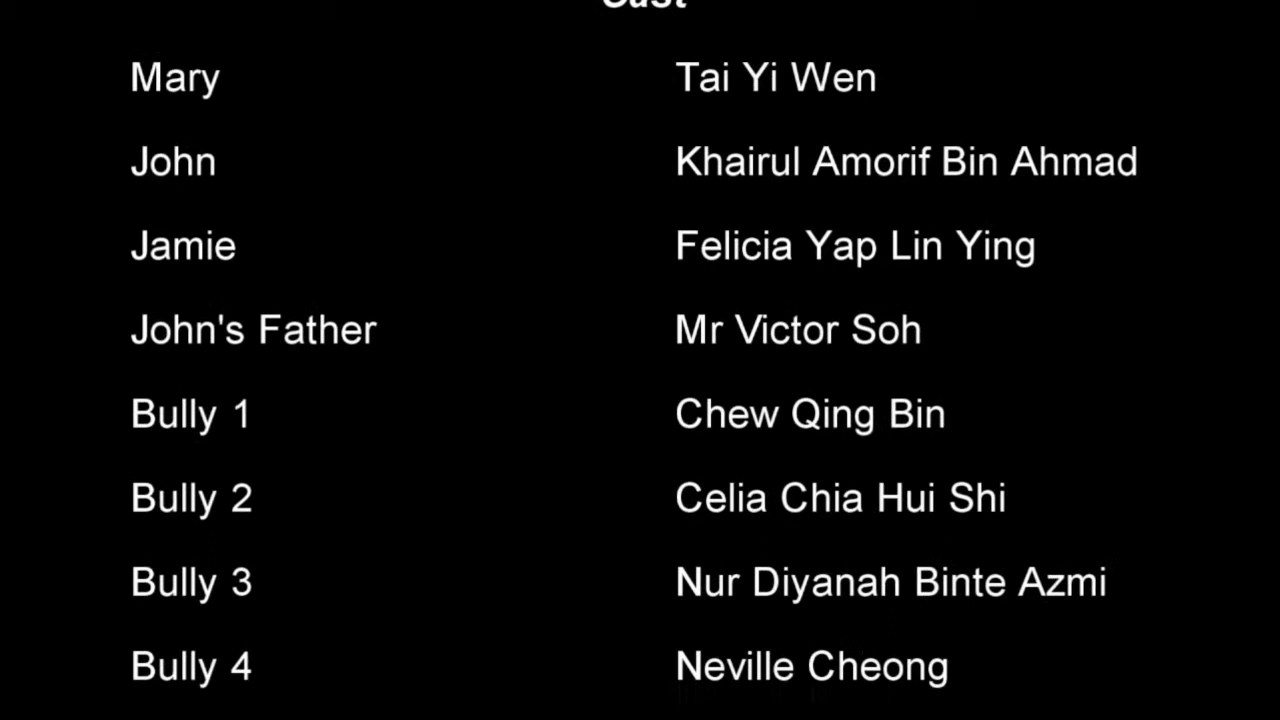 Cast
Mary Tai Yi Wen
John Khairul Amorif Bin Ahmad
Jamie Felicia Yap Lin Ying
John's Father Mr Victor Soh
Bully 1 Chew Qing Bin
Bully 2 Celia Chia Hui Shi
Bully 3 Nur Diyanah Binte Azmi
Bully 4 Neville Cheong